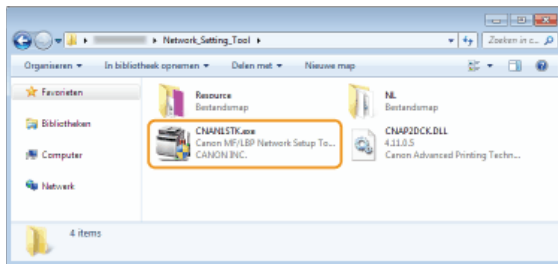 Network_Setting_Tool
Zoeken in c...
Organiseren
In bibliotheek opnemen
Delen met
Nieuwe map
Favorieten
Bibliotheken
Computer
Netwerk
Resource
Bestandsmap
NL
Bestandsmap
CNAN1STK.exe
Canon MF/LBP Network Setup To...
CANON INC.
CNAP2DCK.DLL
4.11.0.5
Canon Advanced Printing Techn...
4 items